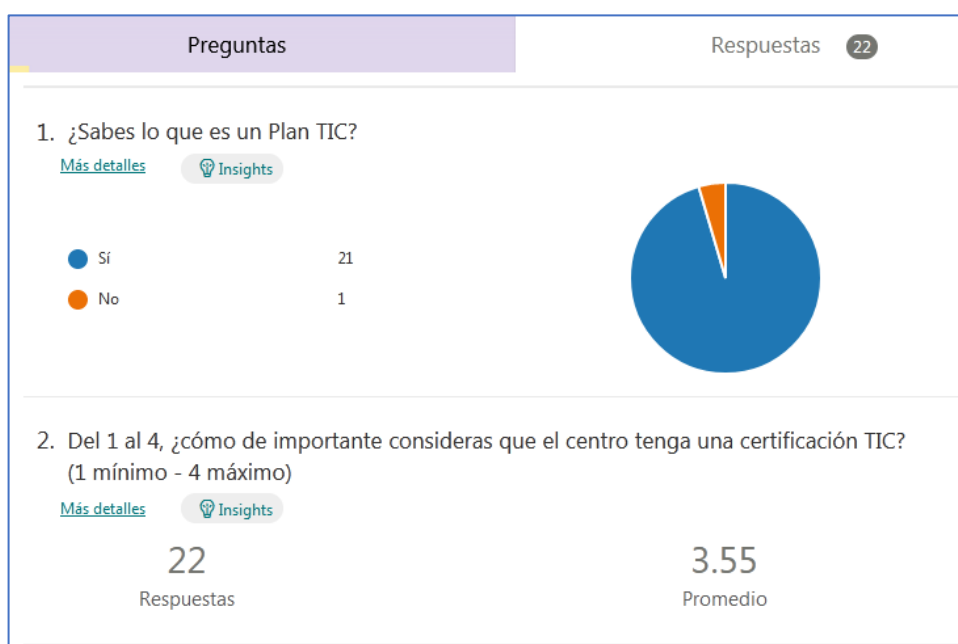 Preguntas
Respuestas 22
1. ¿Sabes lo que es un Plan TIC?
Más detalles Insights
Sí 21
No 1
2. Del 1 al 4, ¿cómo de importante consideras que el centro tenga una certificación TIC?
(1 mínimo - 4 máximo)
Más detalles Insights
22 3.55
Respuestas Promedio